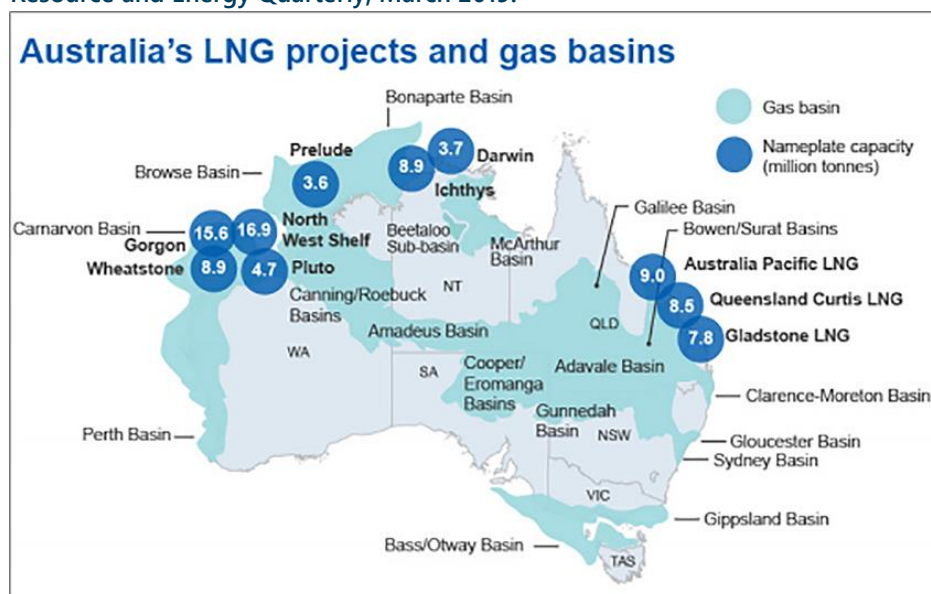 Resource and Energy Quarterly, March 2019.
Australia's LNG projects and gas basins
Bonaparte Basin
Gas basin
Nameplate capacity
(million tonnes)
Prelude
3.6
8.9
3.7
Darwin
Ichthys
Browse Basin
Carnarvon Basin
Gorgon
15.6
16.9
North
West Shelf
Wheatstone
8.9
4.7
Pluto
Beetaloo
Sub-basin
McArthur
Basin
Galilee Basin
Bowen/Surat Basins
9.0
Australia Pacific LNG
8.5
Queensland Curtis LNG
7.8
Gladstone LNG
Canning/Roebuck
Basins
NT
QLD
Amadeus Basin
WA
SA
Cooper/
Eromanga
Basins
Adavale Basin
Gunnedah
Basin
NSW
Clarence-Moreton Basin
Perth Basin
Gloucester Basin
Sydney Basin
VIC
Gippsland Basin
Bass/Otway Basin
TAS